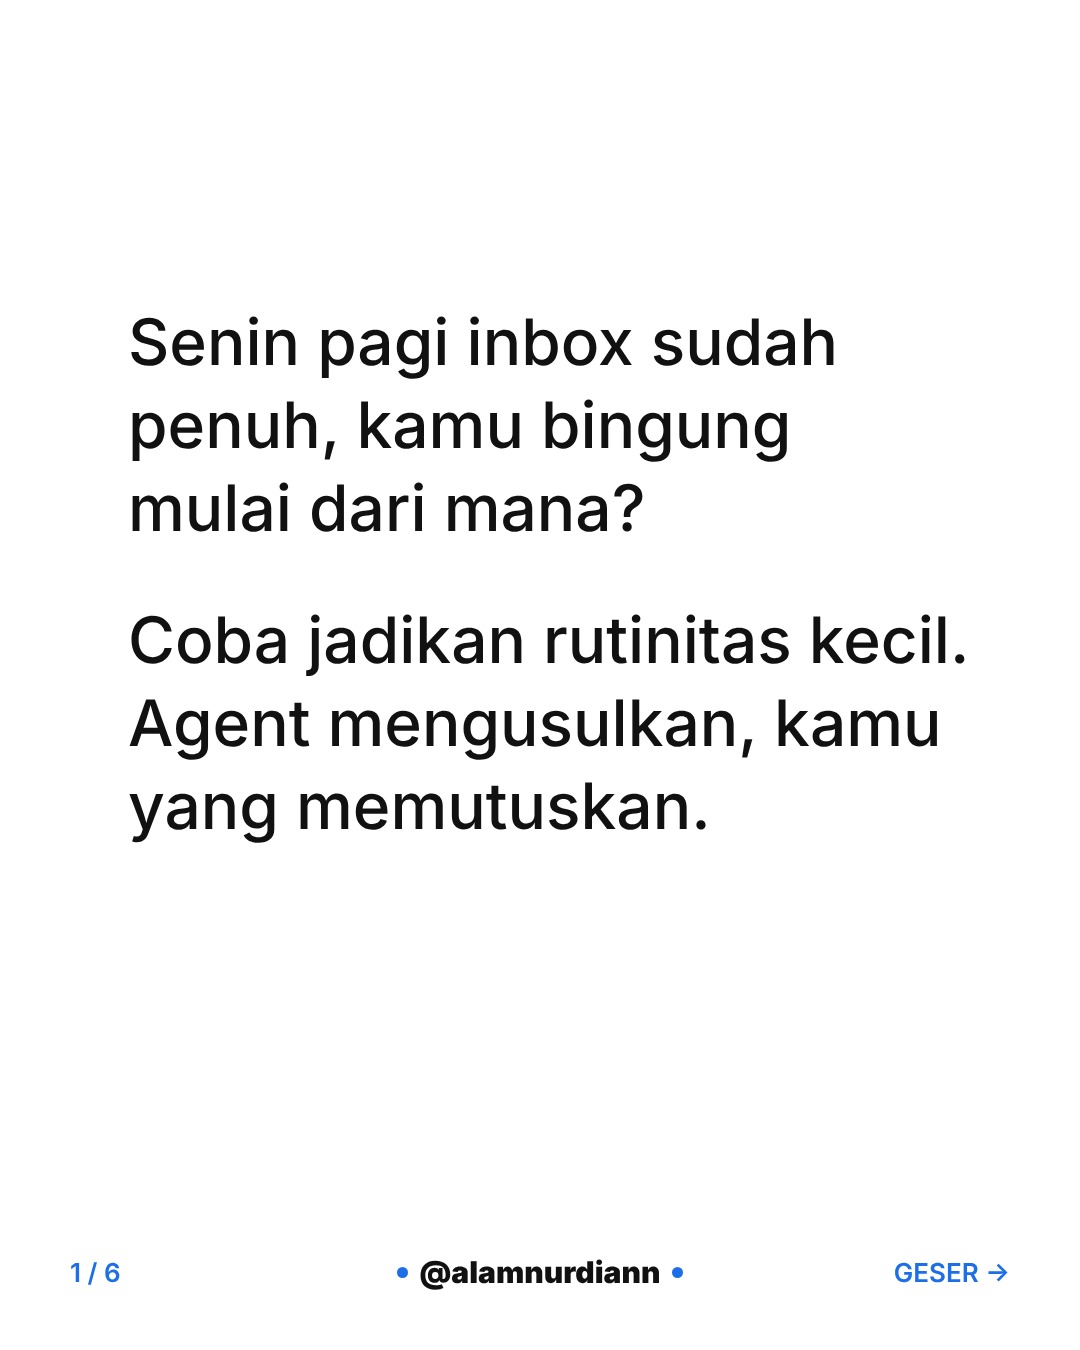 Senin pagi inbox sudah
penuh, kamu bingung
mulai dari mana?
Coba jadikan rutinitas kecil.
Agent mengusulkan, kamu
yang memutuskan.
1 / 6
• @alamnurdiann •
GESER →